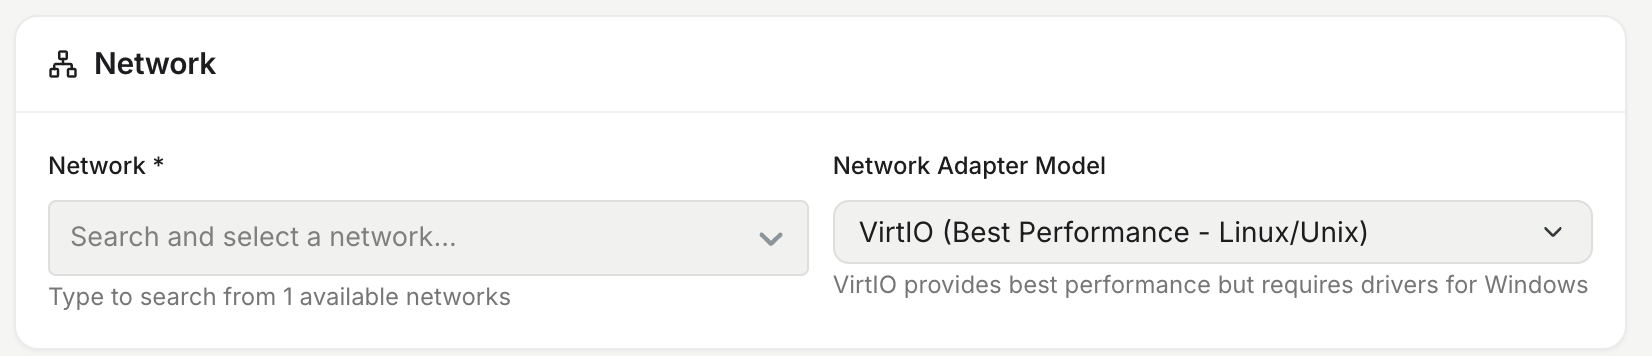 Network
Network *
Search and select a network...
Type to search from 1 available networks
Network Adapter Model
VirtIO (Best Performance - Linux/Unix)
VirtIO provides best performance but requires drivers for Windows